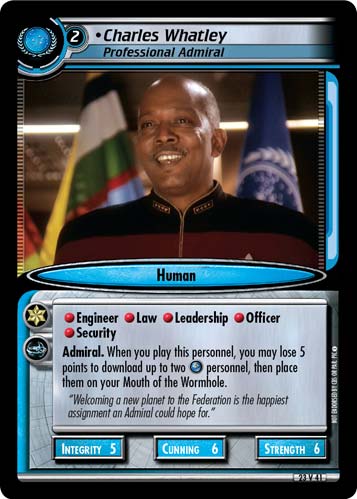 2
•Charles Whatley
Professional Admiral
Human
Engineer Law Leadership Officer
Security
Admiral. When you play this personnel, you may lose 5
points to download up to two personnel, then place
them on your Mouth of the Wormhole.
"Welcoming a new planet to the Federation is the happiest
assignment an Admiral could hope for."
Integrity 5 Cunning 6 Strength 6
23 V 41